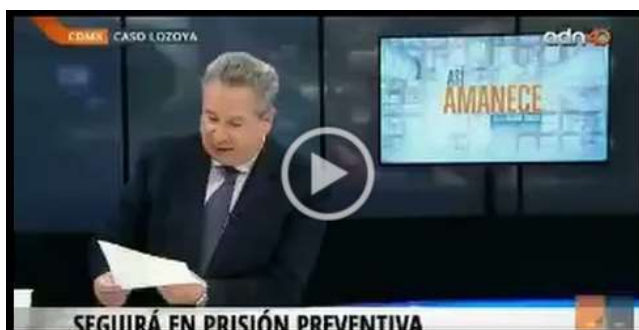 CDMX CASO LOZOYA
adn40
ASÍ
AMANECE
SEGUIRÁ EN PRISIÓN PREVENTIVA